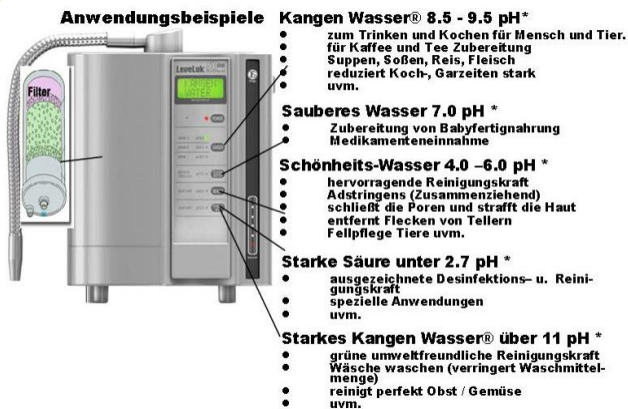 Anwendungsbeispiele
Kangen Wasser® 8.5 - 9.5 pH*
• zum Trinken und Kochen für Mensch und Tier.
• für Kaffee und Tee Zubereitung
• Suppen, Soßen, Reis, Fleisch
• reduziert Koch-, Garzeiten stark
• uvm.
Sauberes Wasser 7.0 pH *
• Zubereitung von Babyfertignahrung
• Medikamenteneinnahme
Schönheits-Wasser 4.0 –6.0 pH *
• hervorragende Reinigungskraft
• Adstringens (Zusammenziehend)
• schließt die Poren und strafft die Haut
• entfernt Flecken von Tellern
• Fellpflege Tiere uvm.
Starke Säure unter 2.7 pH *
• ausgezeichnete Desinfektions– u. Reini-
gungskraft
• spezielle Anwendungen
• uvm.
Starkes Kangen Wasser® über 11 pH *
• grüne umweltfreundliche Reinigungskraft
• Wäsche waschen (verringert Waschmittel-
menge)
• reinigt perfekt Obst / Gemüse
• uvm.
Filter
LeveLuk
KANGEN
WATER